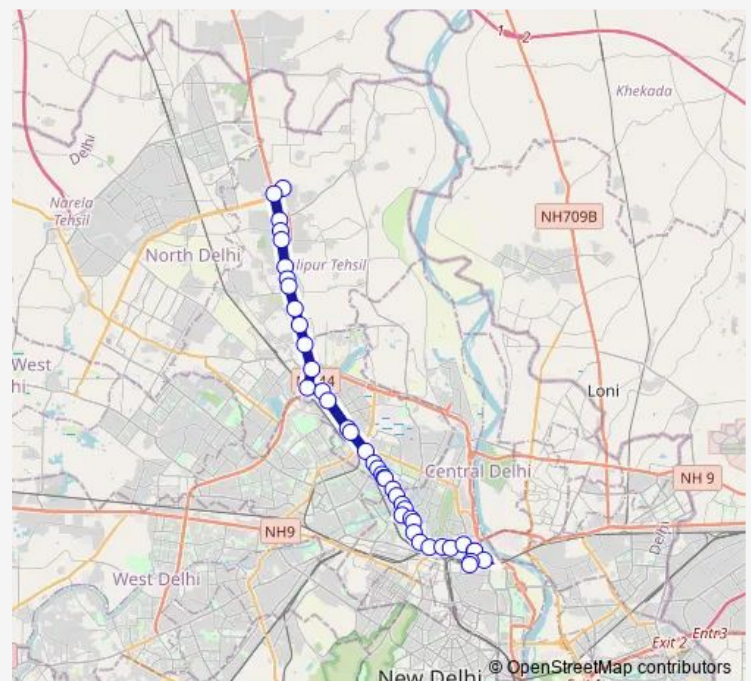 1
2
Khekada
Delhi
Narela
Tehsil
NH709B
North Delhi
lipur Tehsil
West
hi
44
Loni
Central Delhi
NH 9
NH9
Delhi
West Delhi
Exit 2
Entr3
New Delhi
© OpenStreetMap contributors